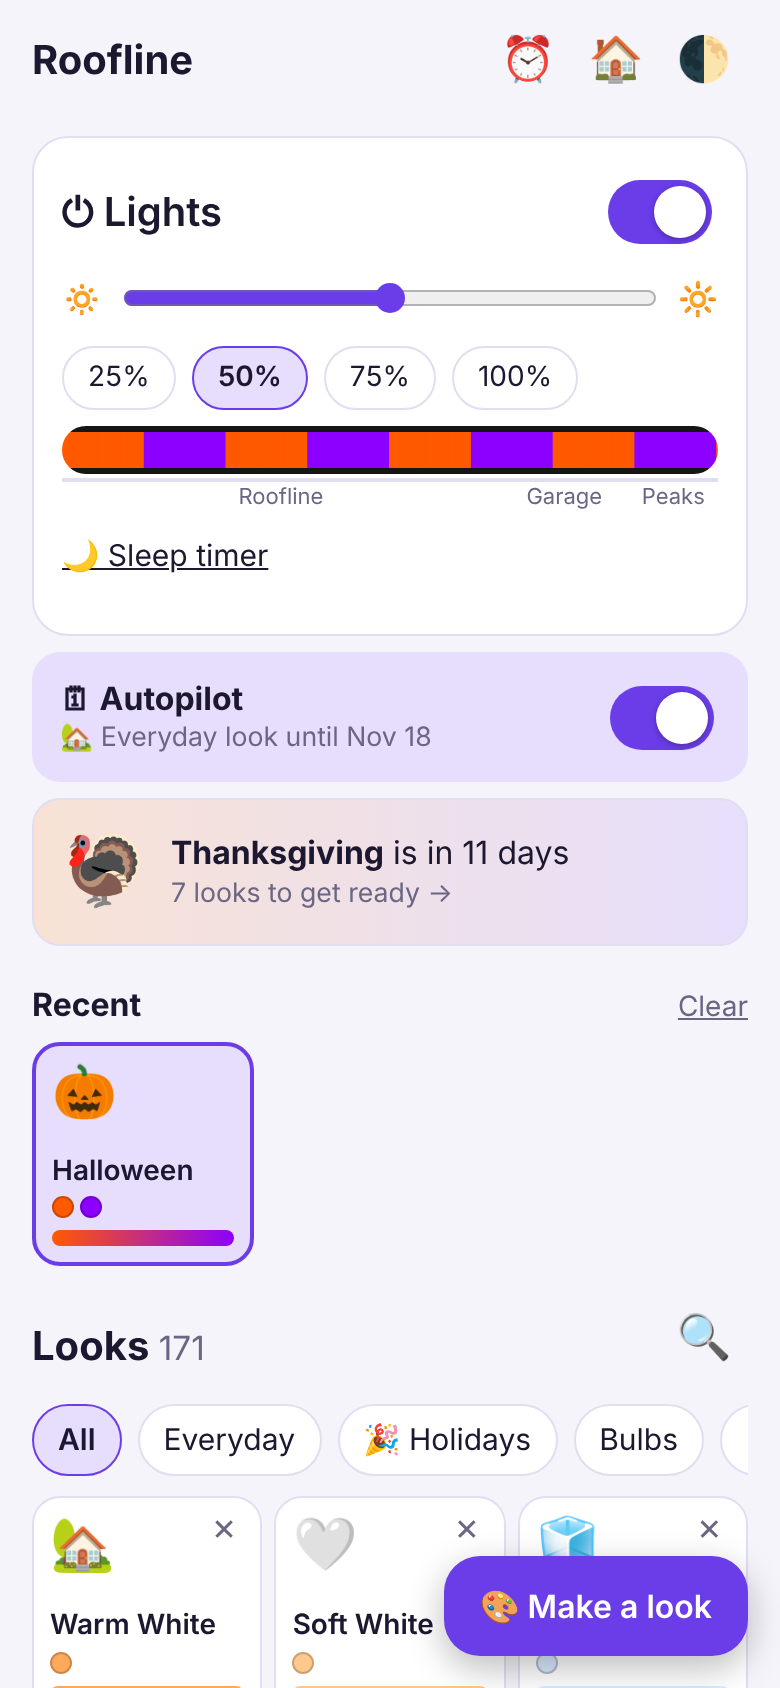 Roofline
Lights
25%
50%
75%
100%
Roofline
Garage
Peaks
Sleep timer
Autopilot
Everyday look until Nov 18
Thanksgiving is in 11 days
7 looks to get ready →
Recent
Clear
Halloween
Looks 171
All
Everyday
Holidays
Bulbs
Warm White
Soft White
Make a look